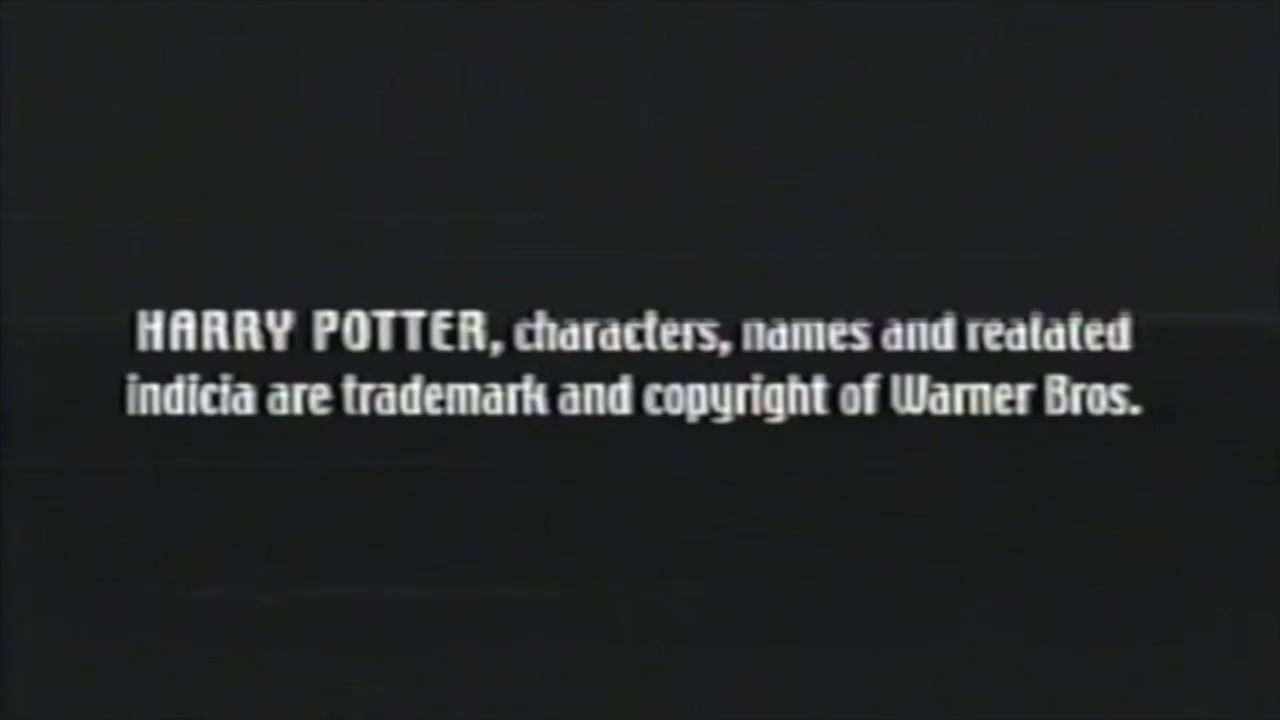 HARRY POTTER, characters, names and realated
indicia are trademark and copyright of Warner Bros.